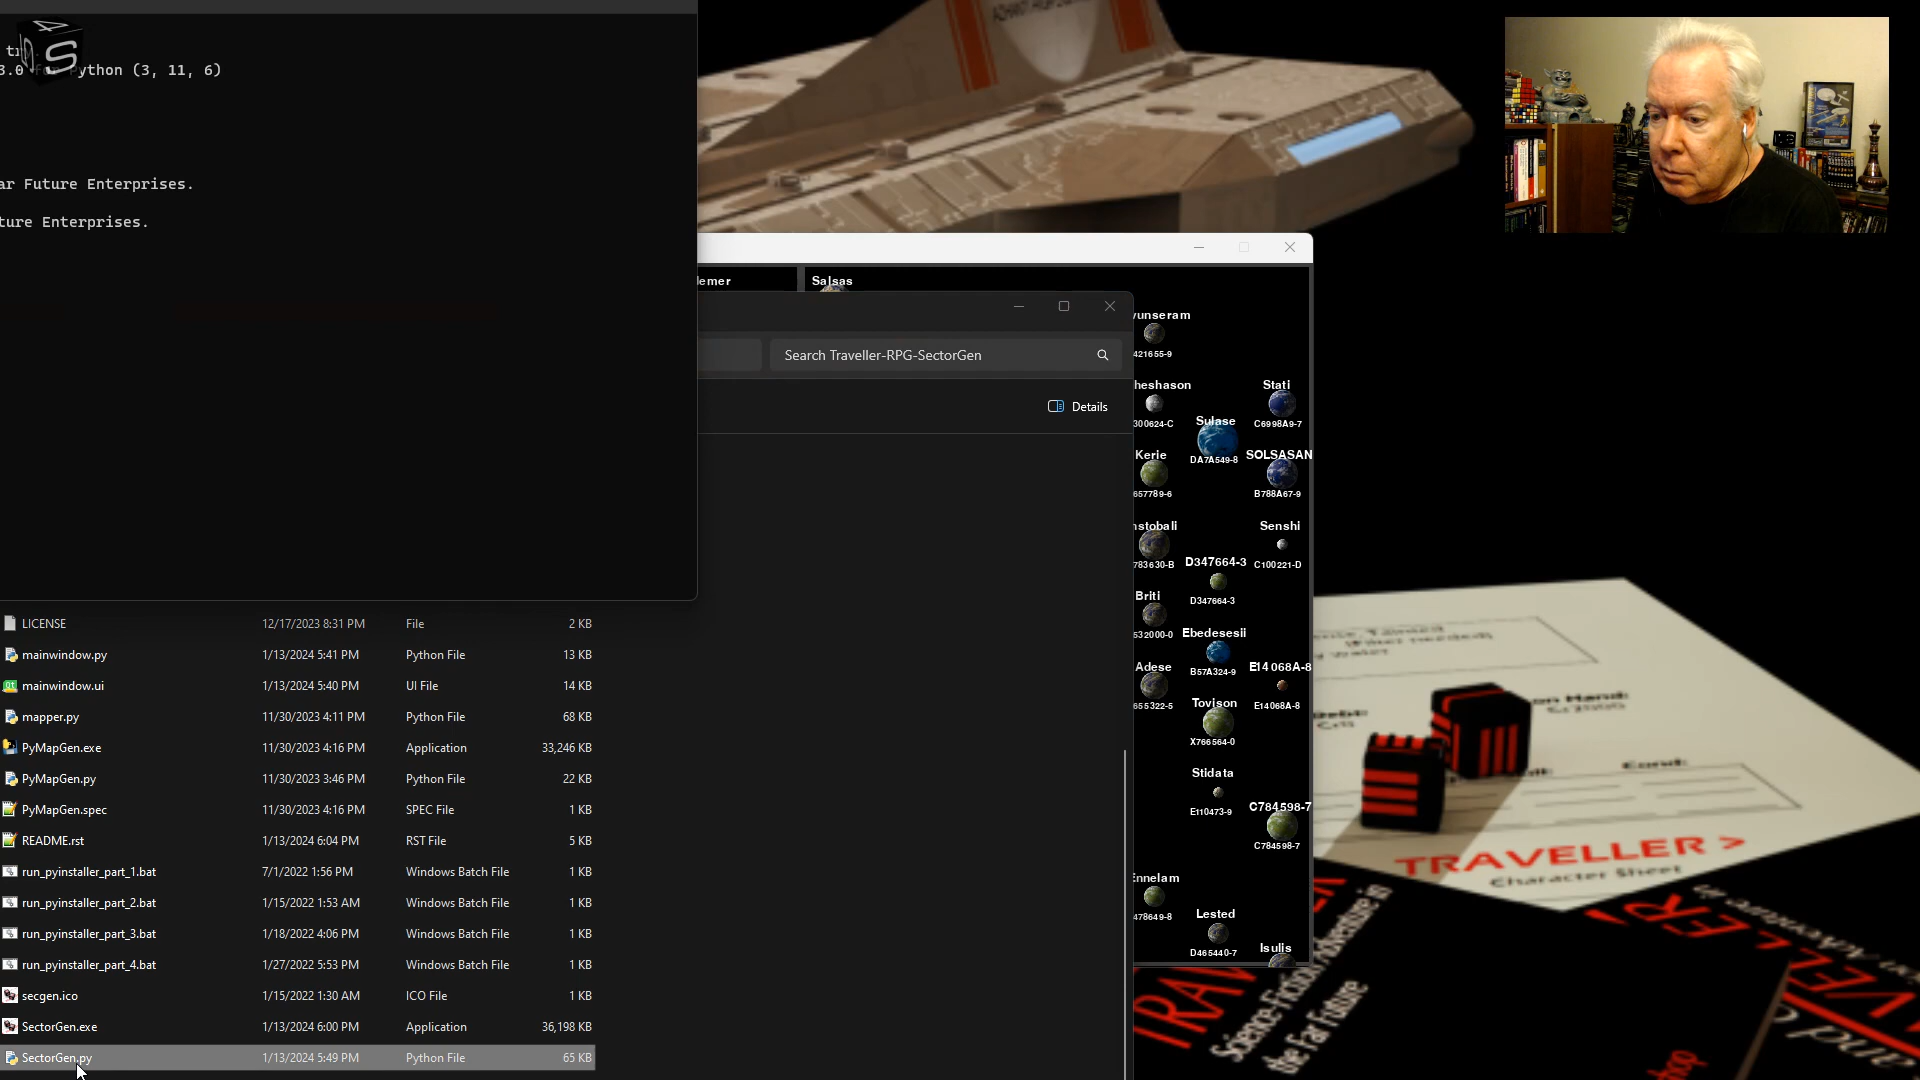 S
3.0 for Python (3, 11, 6)
ar Future Enterprises.
ture Enterprises.
Salsas
Search Traveller-RPG-SectorGen
Details
421655-9
Stati
300624-C
C6998A9-7
Sulase
DA7A549-8
Kerie
SOLSASAN
657789-6
B788A67-9
Senshi
783630-B
C100221-D
D347664-3
D347664-3
Briti
532000-0
Ebedesesii
B57A324-9
Adese
E14068A-8
655322-5
E14068A-8
Tovison
X766564-0
Stidata
E110473-9
C784598-7
C784598-7
Ennelam
478649-8
Lested
D465440-7
Isulis
LICENSE 12/17/2023 8:31 PM File 2 KB
mainwindow.py 1/13/2024 5:41 PM Python File 13 KB
mainwindow.ui 1/13/2024 5:40 PM UI File 14 KB
mapper.py 11/30/2023 4:11 PM Python File 68 KB
PyMapGen.exe 11/30/2023 4:16 PM Application 33,246 KB
PyMapGen.py 11/30/2023 3:46 PM Python File 22 KB
PyMapGen.spec 11/30/2023 4:16 PM SPEC File 1 KB
README.rst 1/13/2024 6:04 PM RST File 5 KB
run_pyinstaller_part_1.bat 7/1/2022 1:56 PM Windows Batch File 1 KB
run_pyinstaller_part_2.bat 1/15/2022 1:53 AM Windows Batch File 1 KB
run_pyinstaller_part_3.bat 1/18/2022 4:06 PM Windows Batch File 1 KB
run_pyinstaller_part_4.bat 1/27/2022 5:53 PM Windows Batch File 1 KB
secgen.ico 1/15/2022 1:30 AM ICO File 1 KB
SectorGen.exe 1/13/2024 6:00 PM Application 36,198 KB
SectorGen.py 1/13/2024 5:49 PM Python File 65 KB
TRAVELLER >
Character Sheet
Science-Fiction Adventure in
the Far Future